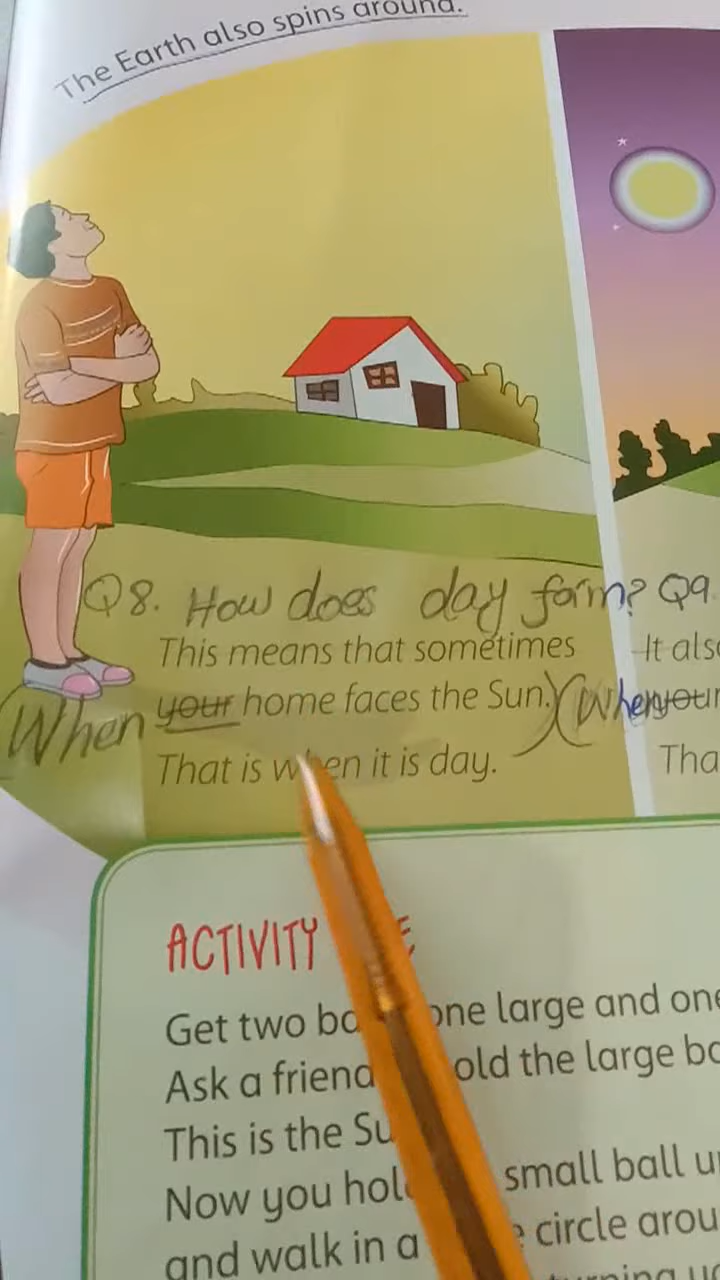 The Earth also spins around.
Q8. How does day form? Q9.
This means that sometimes
It also
When your home faces the Sun. (When your
That is when it is day.
Tha
ACTIVITY
Get two one large and one
Ask a friend old the large
This is the Su
Now you hol small ball u
and walk in a circle arou
turning